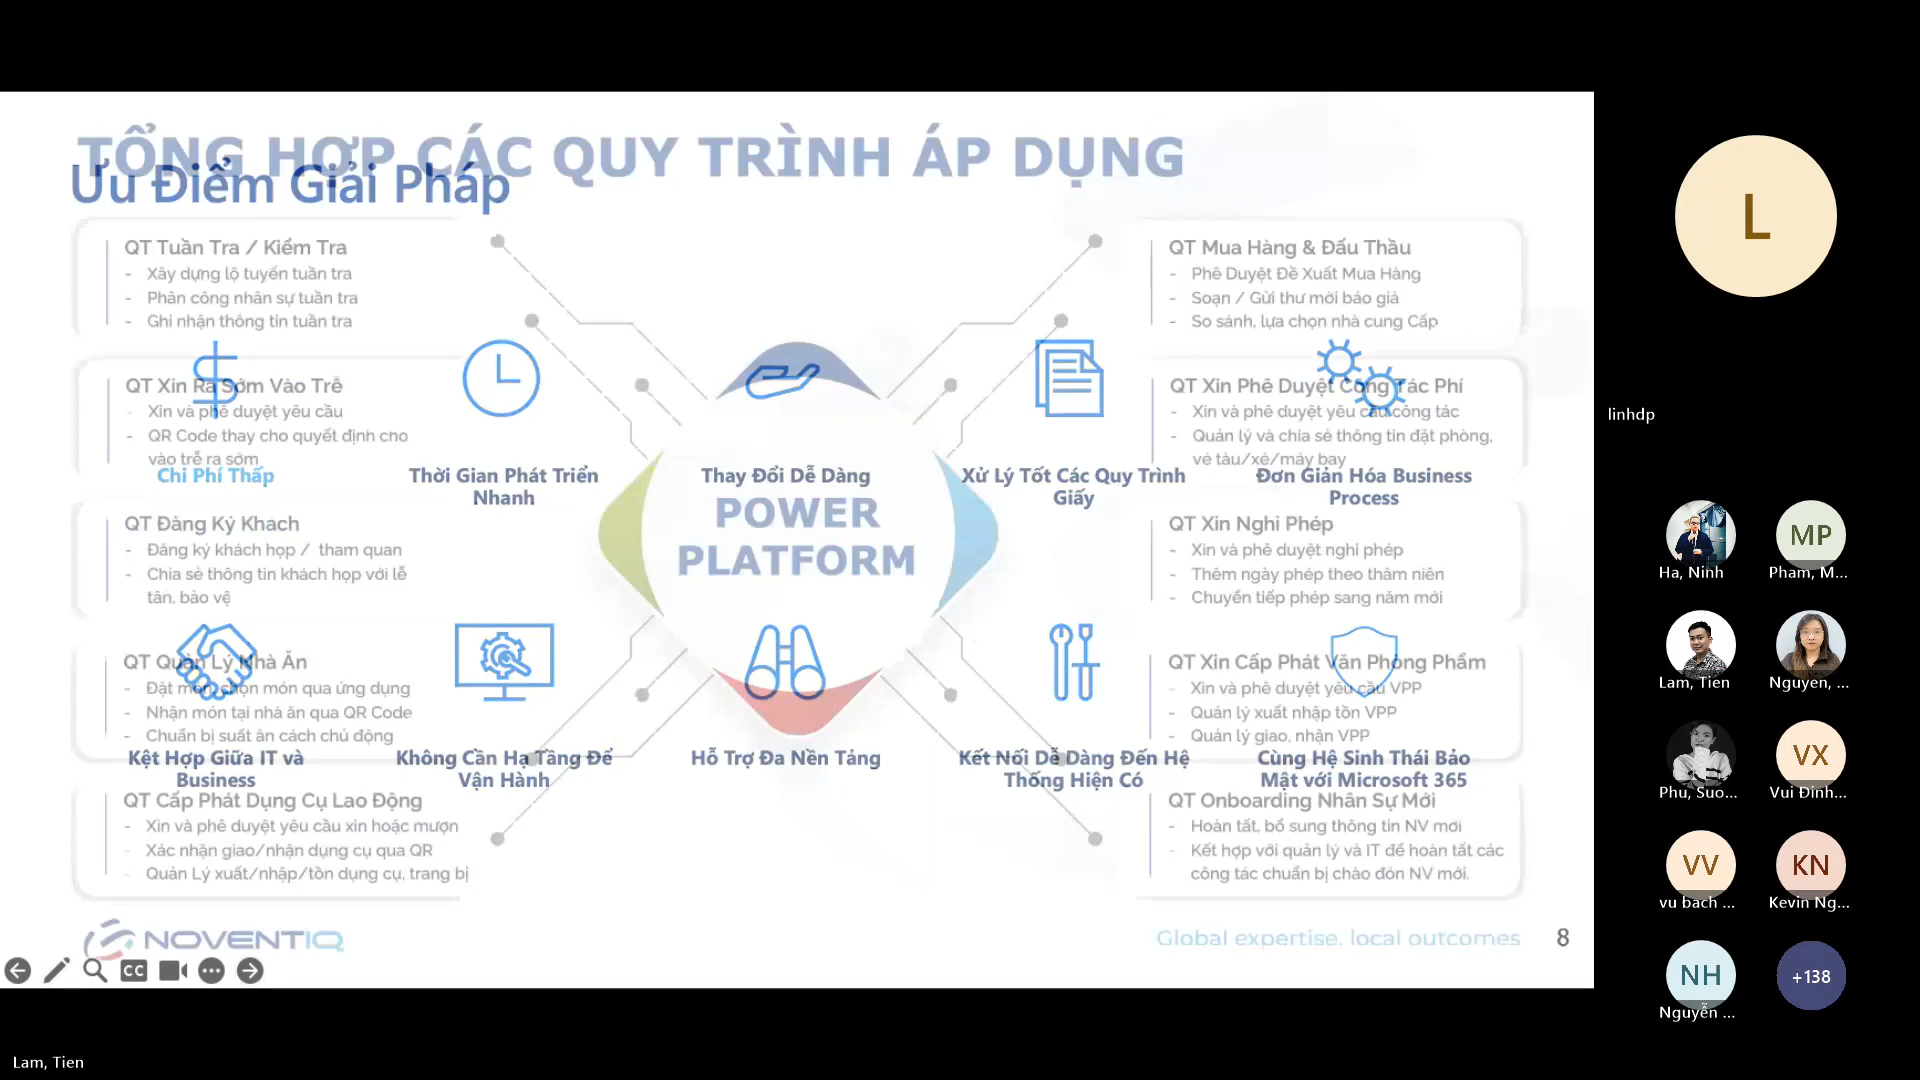 TỔNG HỢP CÁC QUY TRÌNH ÁP DỤNG
Ưu Điểm Giải Pháp
QT Tuần Tra / Kiểm Tra
- Xây dựng lộ tuyến tuần tra
- Phân công nhân sự tuần tra
- Ghi nhận thông tin tuần tra
QT Xin Ra Sớm Vào Trễ
- Xin và phê duyệt yêu cầu
- QR Code thay cho quyết định cho
vào trễ ra sớm
QT Đăng Ký Khách
- Đăng ký khách họp / tham quan
- Chia sẻ thông tin khách họp với lễ
tân, bảo vệ
QT Quản Lý Nhà Ăn
- Đặt món, chọn món qua ứng dụng
- Nhận món tại nhà ăn qua QR Code
- Chuẩn bị suất ăn cách chủ động
QT Cấp Phát Dụng Cụ Lao Động
- Xin và phê duyệt yêu cầu xin hoặc mượn
- Xác nhận giao/nhận dụng cụ qua QR
- Quản Lý xuất/nhập/tồn dụng cụ, trang bị
POWER
PLATFORM
QT Mua Hàng & Đấu Thầu
- Phê Duyệt Đề Xuất Mua Hàng
- Soạn / Gửi thư mời báo giá
- So sánh, lựa chọn nhà cung Cấp
QT Xin Phê Duyệt Công Tác Phí
- Xin và phê duyệt yêu cầu công tác
- Quản lý và chia sẻ thông tin đặt phòng,
vé tàu/xe/máy bay
QT Xin Nghỉ Phép
- Xin và phê duyệt nghỉ phép
- Thêm ngày phép theo thâm niên
- Chuyển tiếp phép sang năm mới
QT Xin Cấp Phát Văn Phòng Phẩm
- Xin và phê duyệt yêu cầu VPP
- Quản lý xuất nhập tồn VPP
- Quản lý giao, nhận VPP
QT Onboarding Nhân Sự Mới
- Hoàn tất, bổ sung thông tin NV mới
- Kết hợp với quản lý và IT để hoàn tất các
công tác chuẩn bị chào đón NV mới.
Chi Phí Thấp
Thời Gian Phát Triển
Nhanh
Thay Đổi Dễ Dàng
Xử Lý Tốt Các Quy Trình
Giấy
Đơn Giản Hóa Business
Process
Kệt Hợp Giữa IT và
Business
Không Cần Hạ Tầng Để
Vận Hành
Hỗ Trợ Đa Nền Tảng
Kết Nối Dễ Dàng Đến Hệ
Thống Hiện Có
Cùng Hệ Sinh Thái Bảo
Mật với Microsoft 365
NOVENTIQ
Global expertise, local outcomes
8
CC
Lam, Tien
L
linhdp
Ha, Ninh
MP
Pham, M...
Lam, Tien
Nguyen, ...
Phu, Suo...
VX
Vui Đinh...
VV
vu bach ...
KN
Kevin Ng...
NH
Nguyễn ...
+138